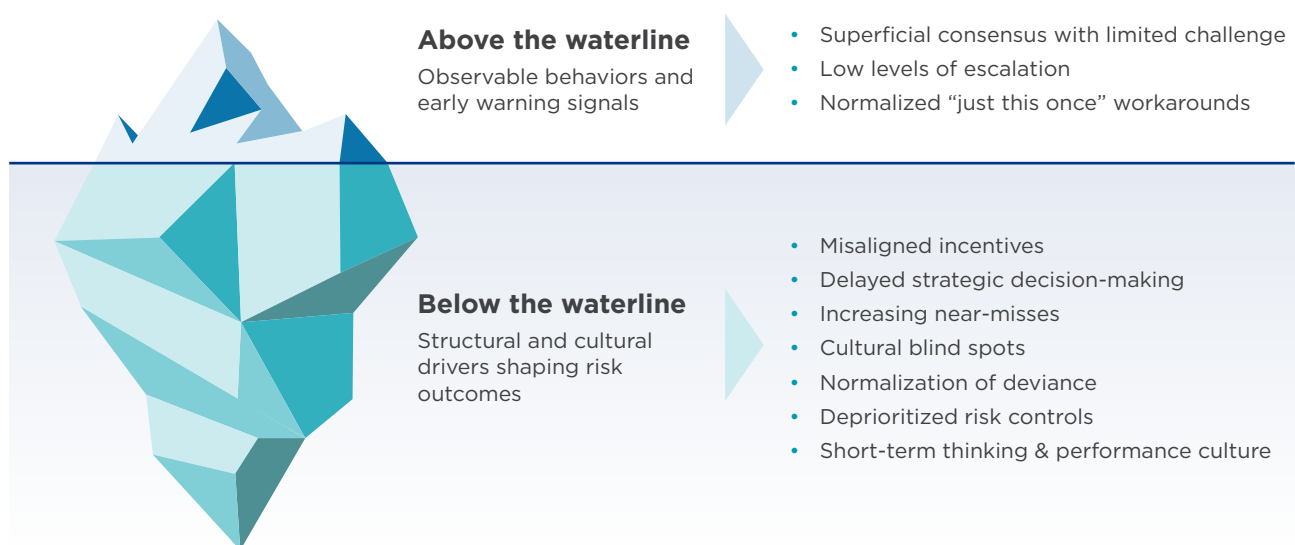 Above the waterline
Observable behaviors and
early warning signals
• Superficial consensus with limited challenge
• Low levels of escalation
• Normalized “just this once” workarounds
Below the waterline
Structural and cultural
drivers shaping risk
outcomes
• Misaligned incentives
• Delayed strategic decision-making
• Increasing near-misses
• Cultural blind spots
• Normalization of deviance
• Deprioritized risk controls
• Short-term thinking & performance culture